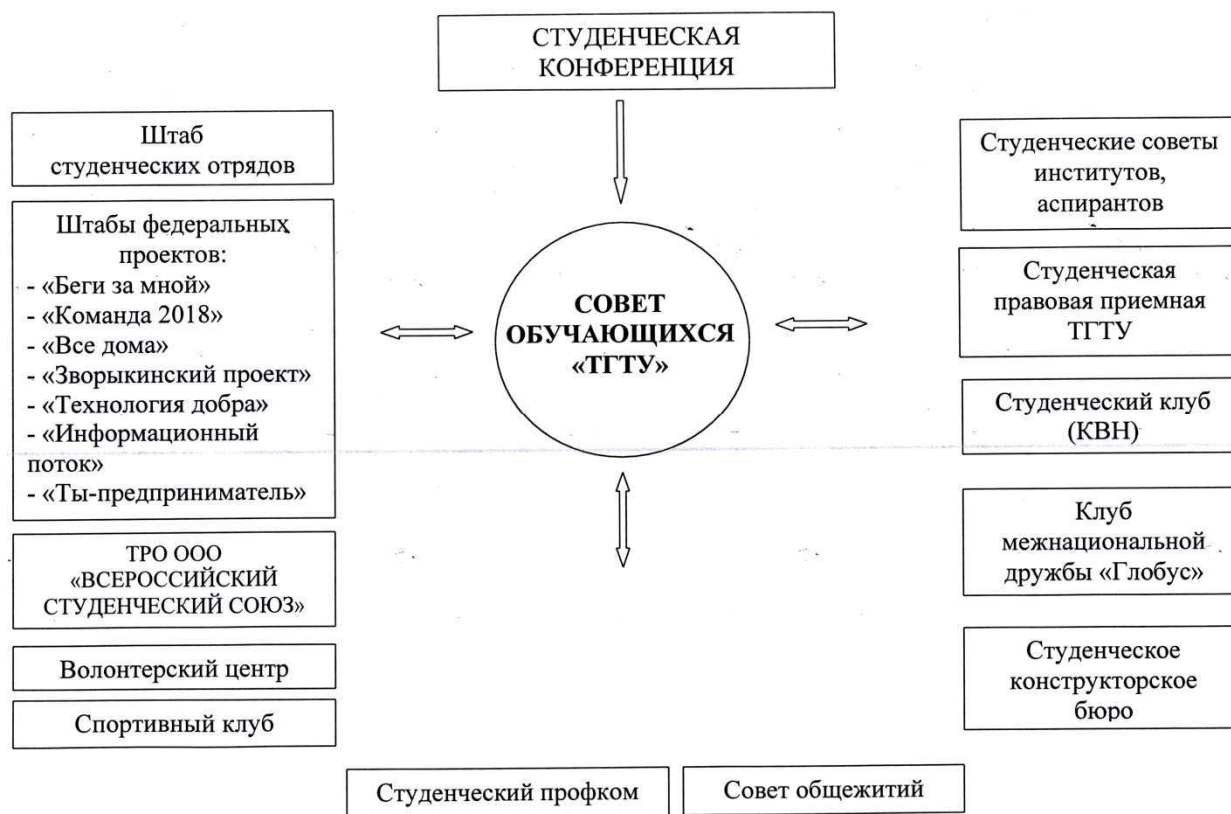 СТУДЕНЧЕСКАЯ
КОНФЕРЕНЦИЯ
Штаб
студенческих отрядов
Штабы федеральных
проектов:
- «Беги за мной»
- «Команда 2018»
- «Все дома»
- «Зворыкинский проект»
- «Технология добра»
- «Информационный
поток»
- «Ты-предприниматель»
ТРО ООО
«ВСЕРОССИЙСКИЙ
СТУДЕНЧЕСКИЙ СОЮЗ»
Волонтерский центр
Спортивный клуб
СОВЕТ
ОБУЧАЮЩИХСЯ
«ТГТУ»
Студенческие советы
институтов,
аспирантов
Студенческая
правовая приемная
ТГТУ
Студенческий клуб
(КВН)
Клуб
межнациональной
дружбы «Глобус»
Студенческое
конструкторское
бюро
Студенческий профком
Совет общежитий